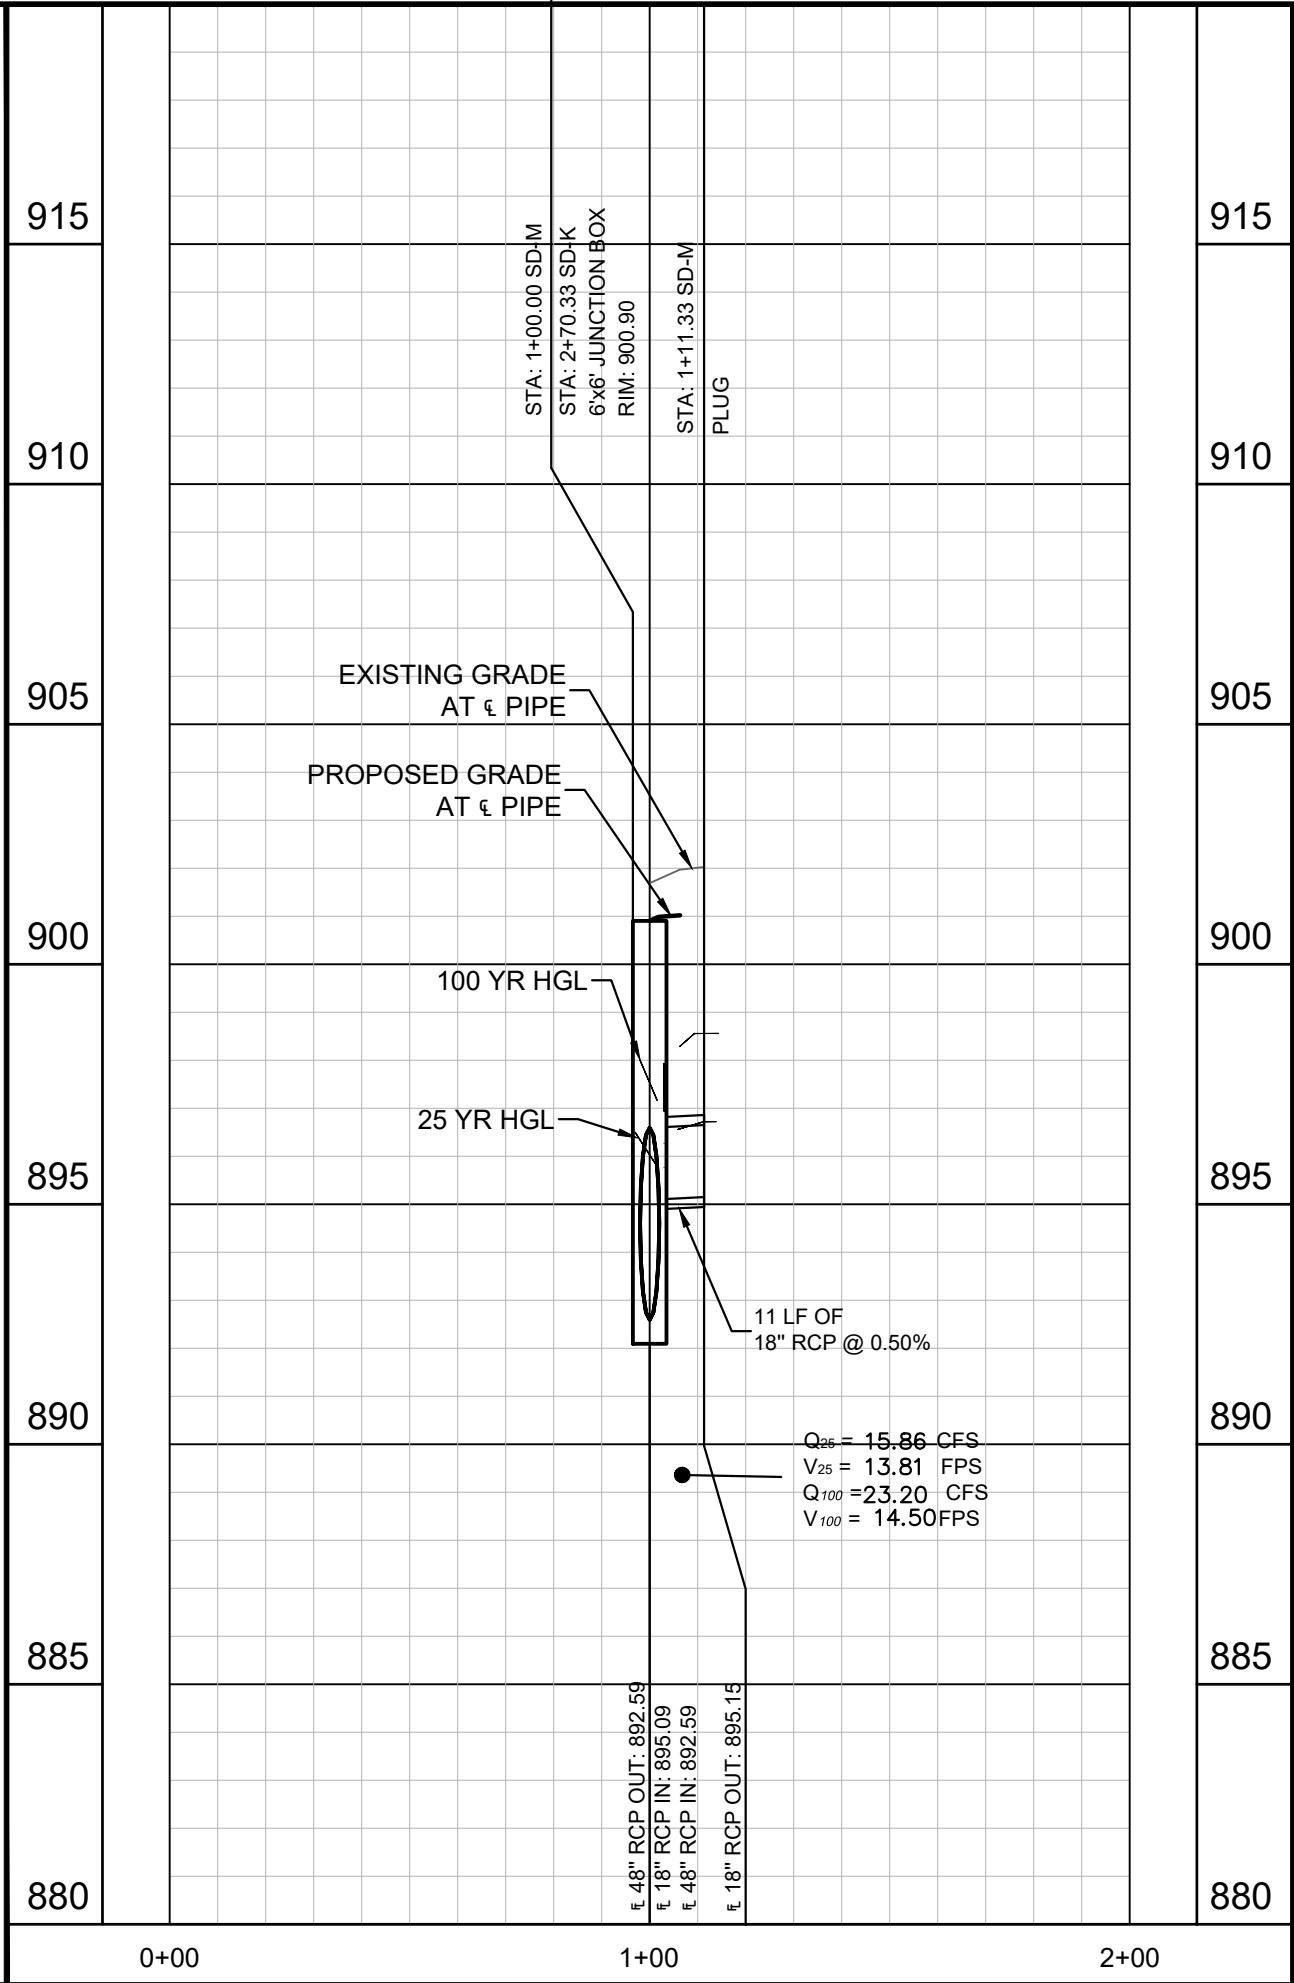 STA: 1+00.00 SD-M
STA: 2+70.33 SD-K
6'x6' JUNCTION BOX
RIM: 900.90
STA: 1+11.33 SD-M
PLUG
915
915
910
910
EXISTING GRADE
AT ℄ PIPE
905
905
PROPOSED GRADE
AT ℄ PIPE
900
900
100 YR HGL
25 YR HGL
895
895
11 LF OF
18" RCP @ 0.50%
890
890
Q25 = 15.86 CFS
V25 = 13.81 FPS
Q100 =23.20 CFS
V100 = 14.50FPS
885
885
FL 48" RCP OUT: 892.59
FL 18" RCP IN: 895.09
FL 48" RCP IN: 892.59
FL 18" RCP OUT: 895.15
880
880
0+00
1+00
2+00